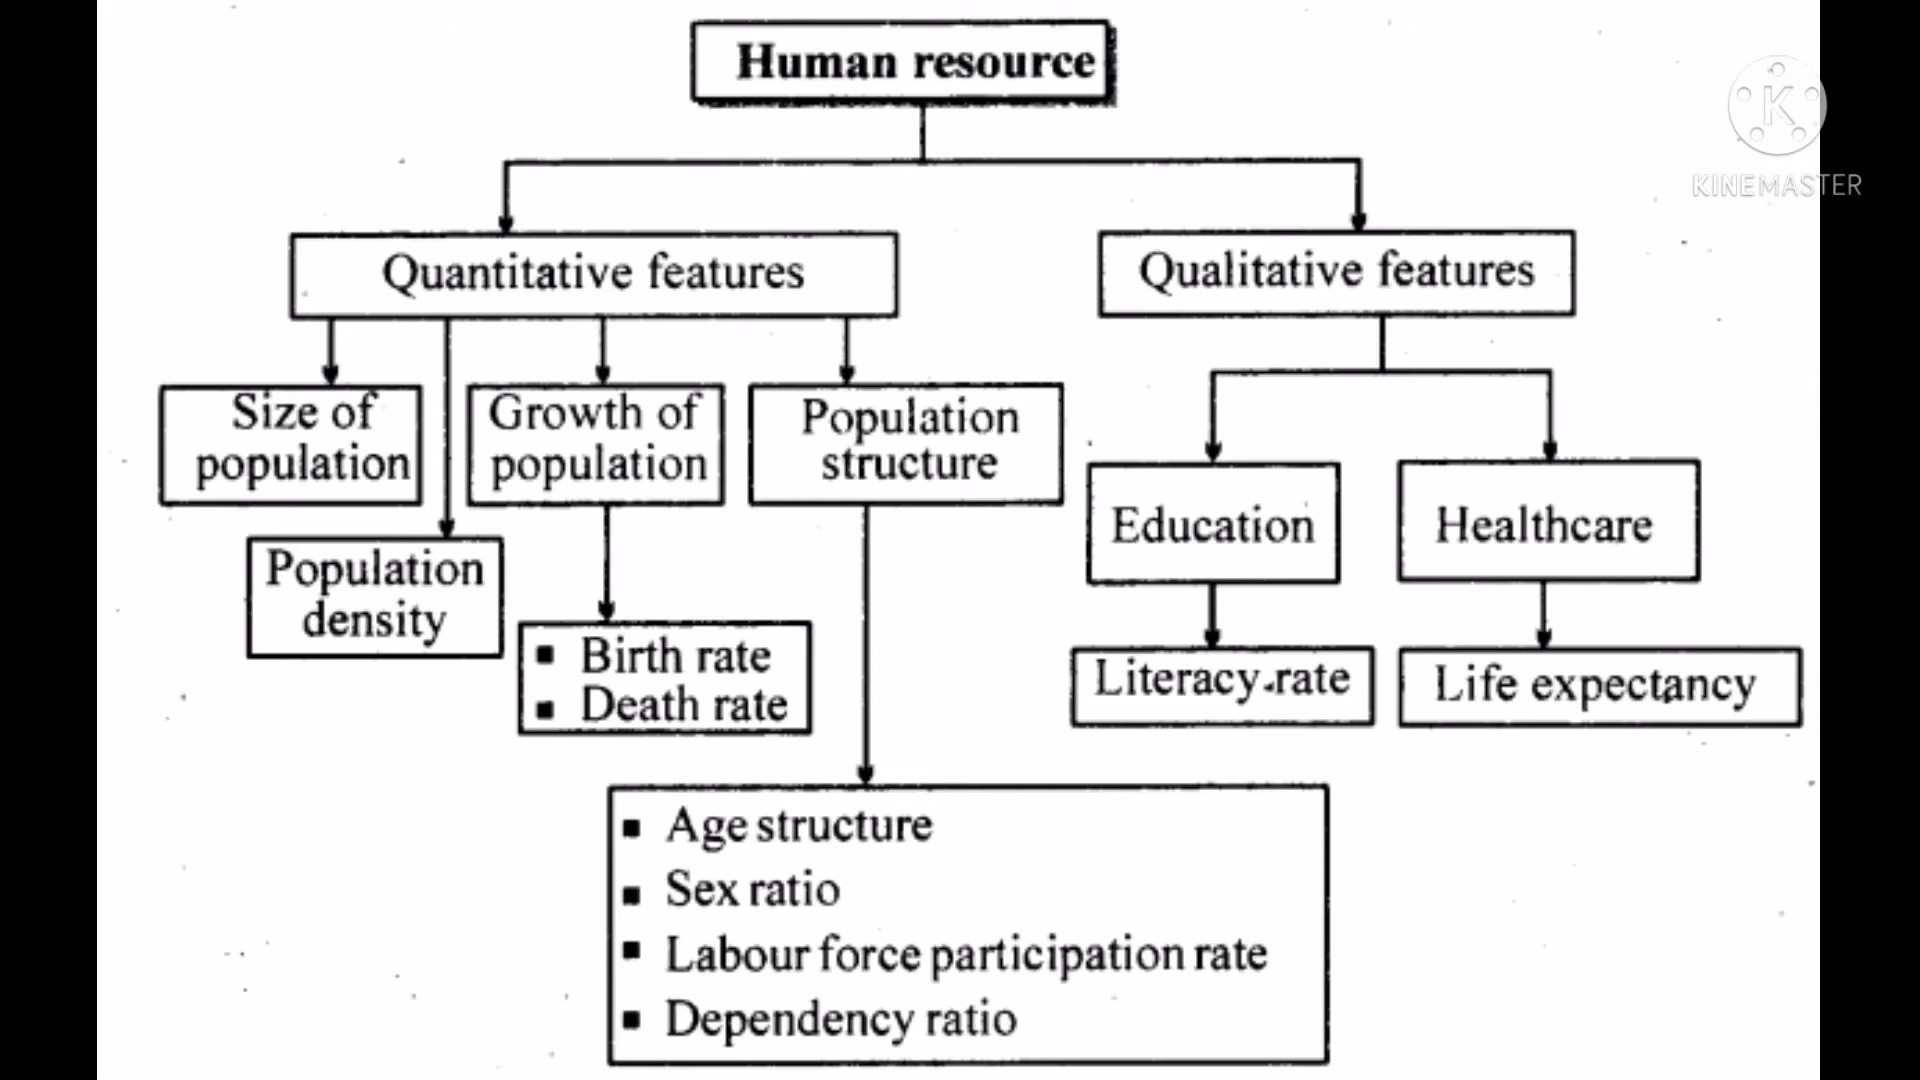 Human resource
K
KINEMASTER
Quantitative features
Qualitative features
Size of
population
Growth of
population
Population
structure
Education
Healthcare
Population
density
▪ Birth rate
▪ Death rate
Literacy rate
Life expectancy
▪ Age structure
▪ Sex ratio
▪ Labour force participation rate
▪ Dependency ratio